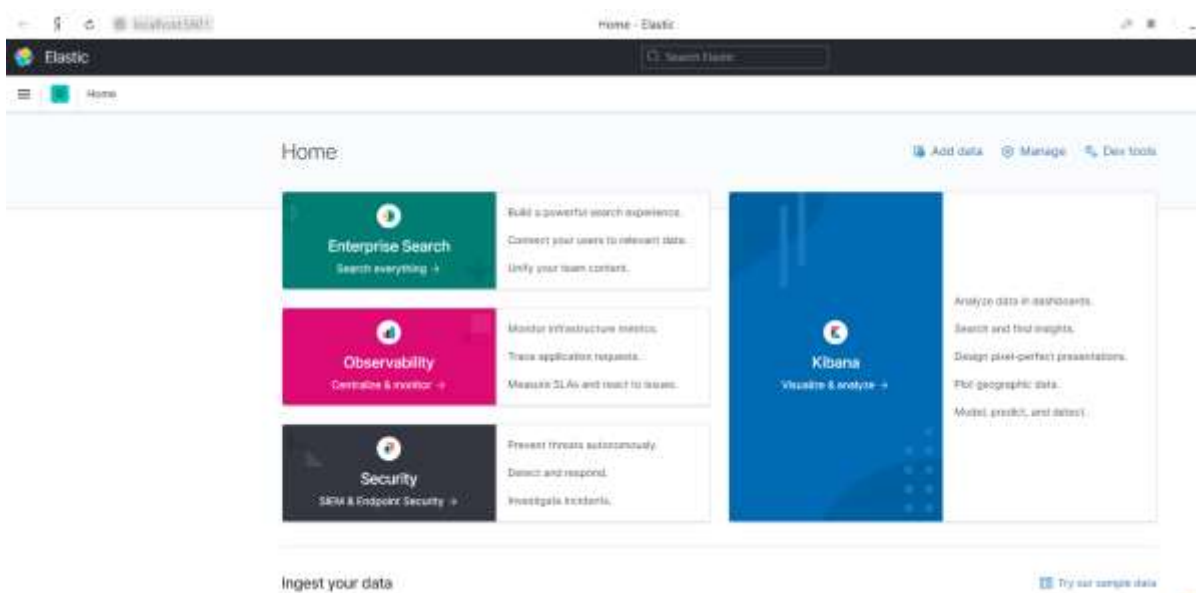 localhost:5601
Home - Elastic
Elastic
Search Elastic
Home
Home
Add data
Manage
Dev tools
Enterprise Search
Search everything →
Build a powerful search experience.
Connect your users to relevant data.
Unify your team content.
Observability
Centralize & monitor →
Monitor infrastructure metrics.
Trace application requests.
Measure SLAs and react to issues.
Security
SIEM & Endpoint Security →
Prevent threats autonomously.
Detect and respond.
Investigate incidents.
Kibana
Visualize & analyze →
Analyze data in dashboards.
Search and find insights.
Design pixel-perfect presentations.
Plot geographic data.
Model, predict, and detect.
Ingest your data
Try our sample data